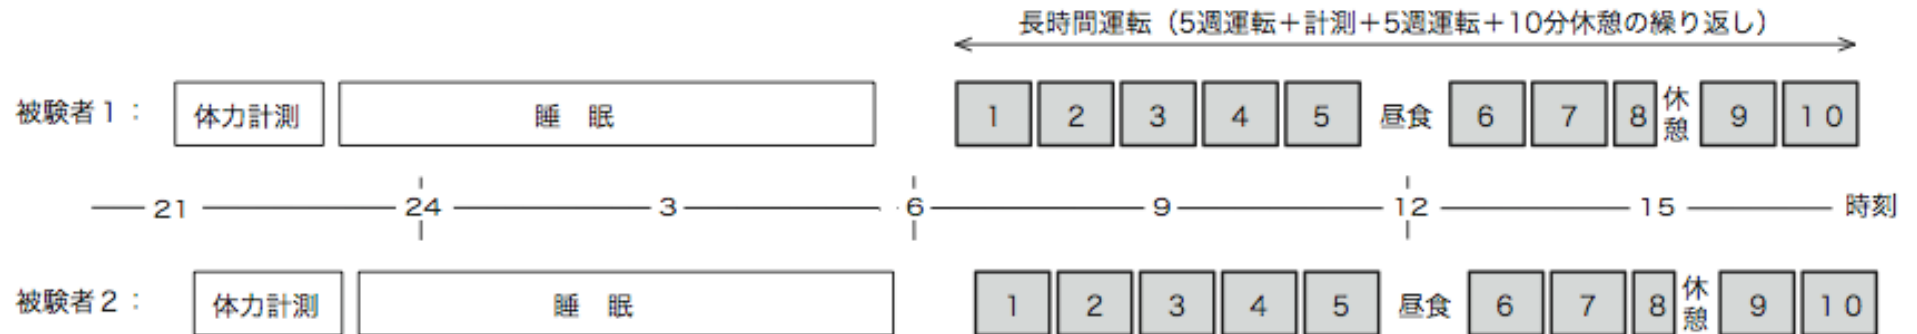 長時間運転（5週運転＋計測＋5週運転＋10分休憩の繰り返し）
被験者1： 体力計測 睡 眠 1 2 3 4 5 昼食 6 7 8 休憩 9 10
21 24 3 6 9 12 15 時刻
被験者2： 体力計測 睡 眠 1 2 3 4 5 昼食 6 7 8 休憩 9 10